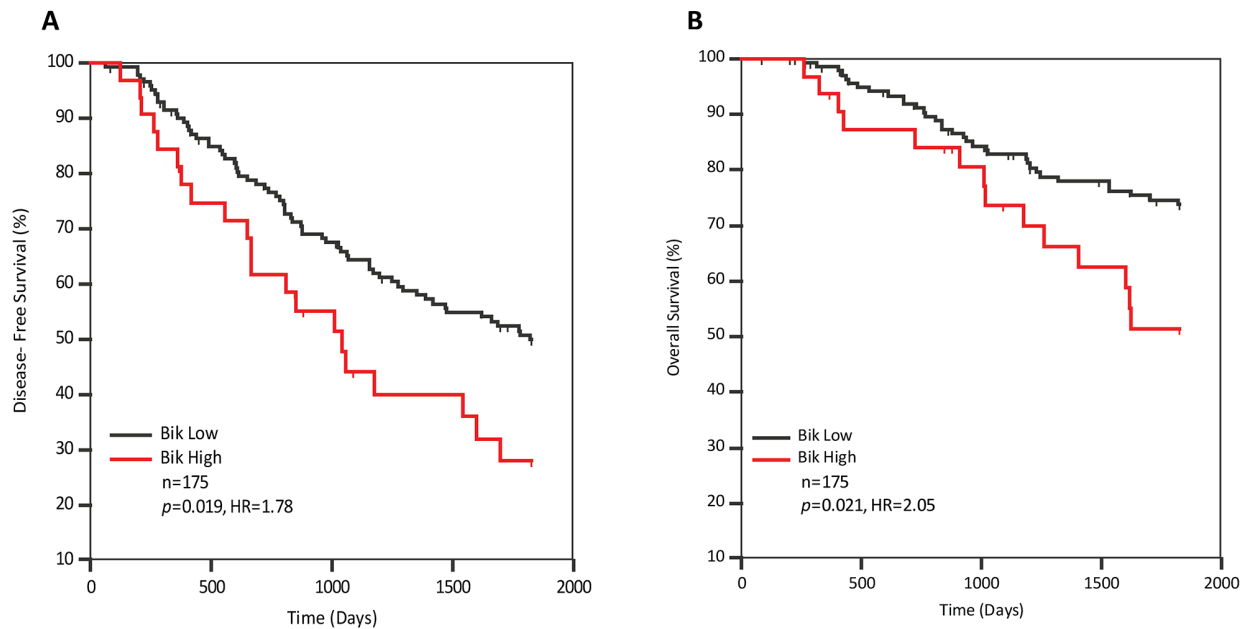 A
Disease- Free Survival (%)
100
90
80
70
60
50
40
30
20
10
Bik Low
Bik High
n=175
p=0.019, HR=1.78
0 500 1000 1500 2000
Time (Days)
B
Overall Survival (%)
100
90
80
70
60
50
40
30
20
10
Bik Low
Bik High
n=175
p=0.021, HR=2.05
0 500 1000 1500 2000
Time (Days)